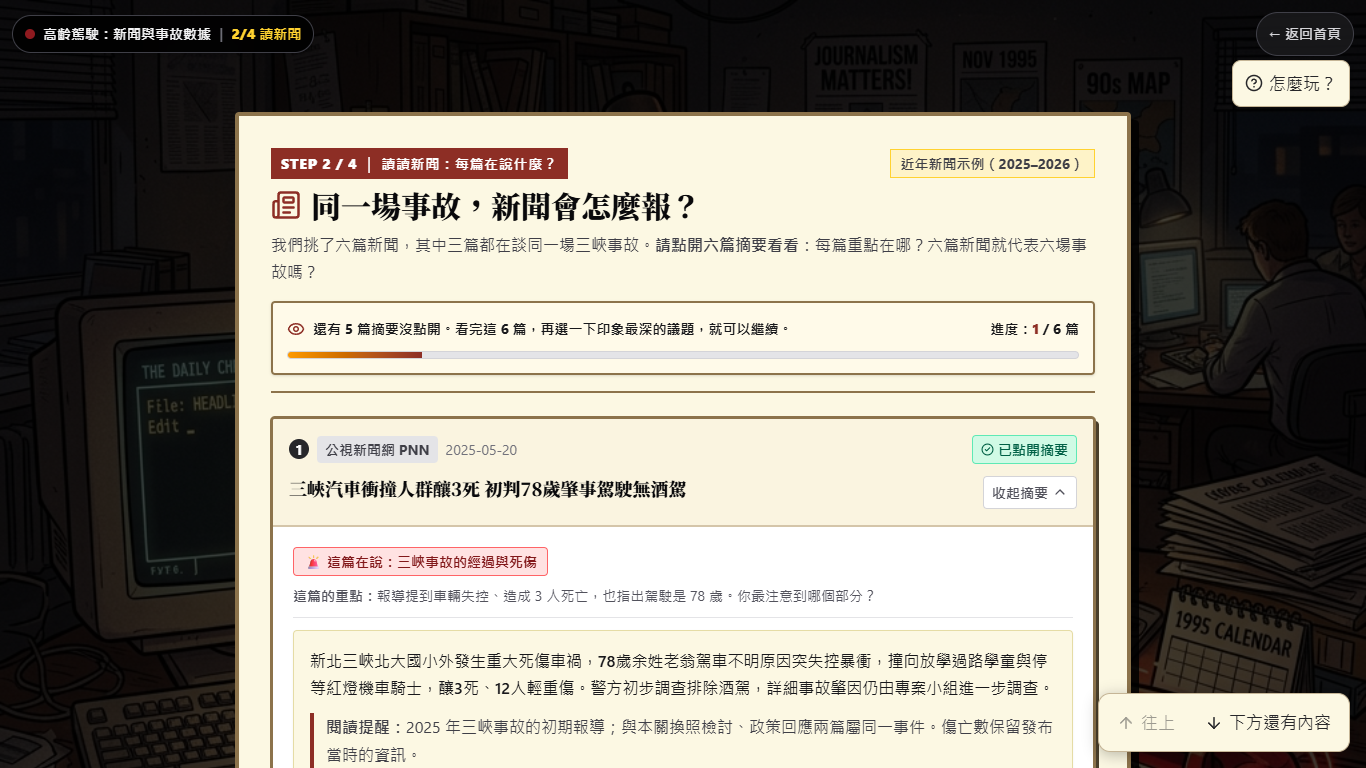 高齡駕駛：新聞與事故數據 | 2/4 讀新聞
← 返回首頁
怎麼玩？
JOURNALISM
MATTERS!
NOV 1995
90s MAP
STEP 2 / 4 | 讀讀新聞：每篇在說什麼？
近年新聞示例（2025–2026）
同一場事故，新聞會怎麼報？
我們挑了六篇新聞，其中三篇都在談同一場三峽事故。請點開六篇摘要看看：每篇重點在哪？六篇新聞就代表六場事
故嗎？
還有 5 篇摘要沒點開。看完這 6 篇，再選一下印象最深的議題，就可以繼續。
進度：1 / 6 篇
THE DAILY
File: HEADL
Edit _
1 公視新聞網 PNN 2025-05-20
已點開摘要
三峽汽車衝撞人群釀3死 初判78歲肇事駕駛無酒駕
收起摘要
這篇在說：三峽事故的經過與死傷
這篇的重點：報導提到車輛失控、造成 3 人死亡，也指出駕駛是 78 歲。你最注意到哪個部分？
新北三峽北大國小外發生重大死傷車禍，78歲余姓老翁駕車不明原因突失控暴衝，撞向放學過路學童與停
等紅燈機車騎士，釀3死、12人輕重傷。警方初步調查排除酒駕，詳細事故肇因仍由專案小組進一步調查。
閱讀提醒：2025 年三峽事故的初期報導；與本關換照檢討、政策回應兩篇屬同一事件。傷亡數保留發布
當時的資訊。
1995 CALENDAR
↑ 往上
↓ 下方還有內容